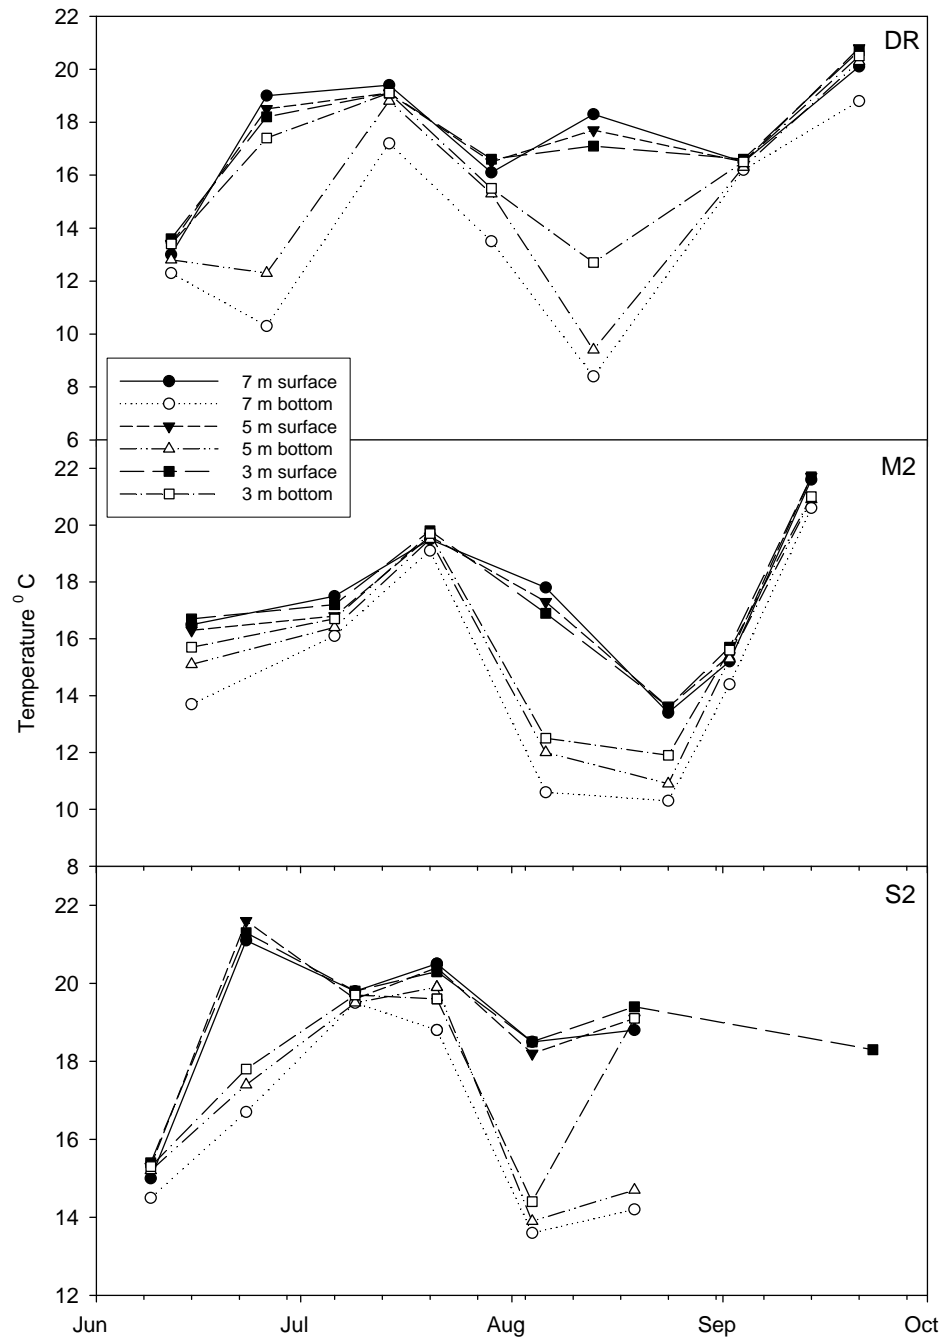 22
DR
20
18
16
14
12
10
8
6
7 m surface
7 m bottom
5 m surface
5 m bottom
3 m surface
3 m bottom
22
M2
20
18
16
14
12
10
8
Temperature ⁰ C
22
S2
20
18
16
14
12
Jun Jul Aug Sep Oct